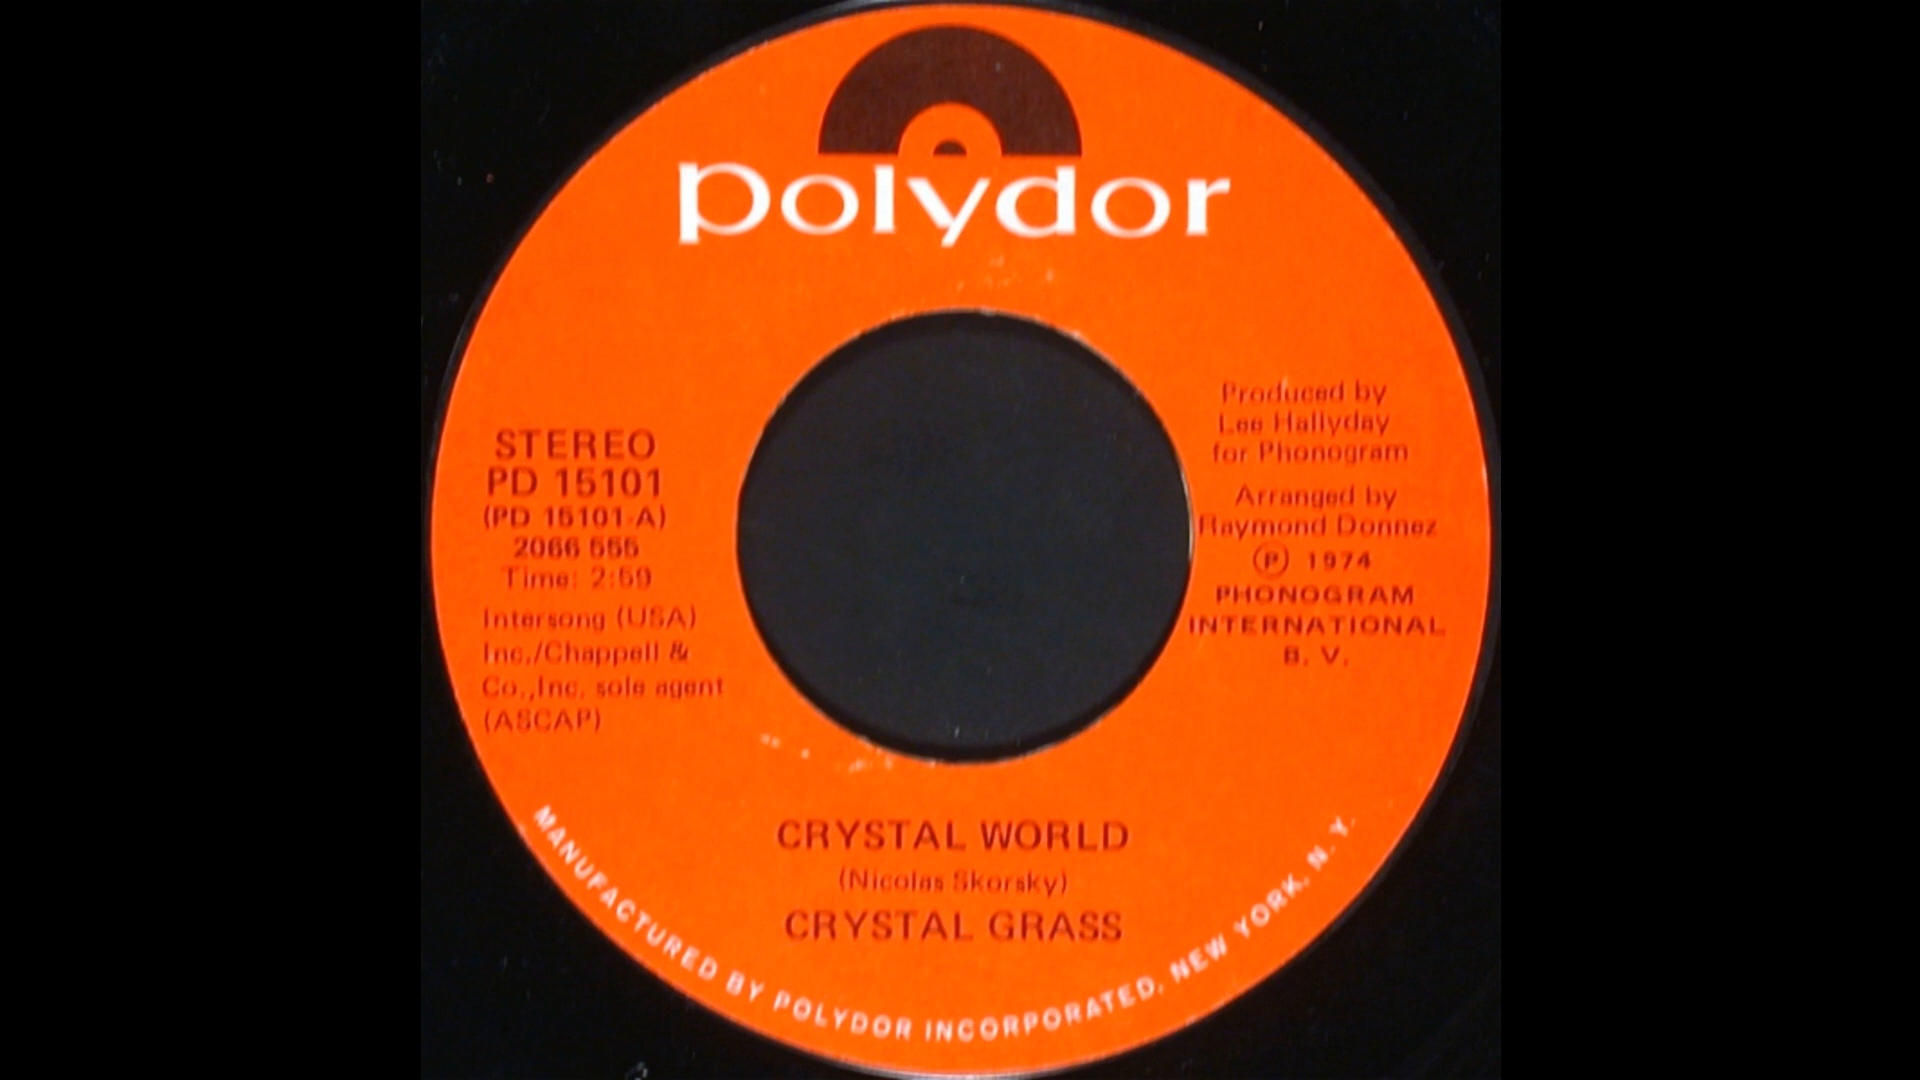 polydor
STEREO
PD 15101
(PD 15101-A)
2066 555
Time: 2:59
Intersong (USA)
Inc./Chappell &
Co.,Inc. sole agent
(ASCAP)
Produced by
Lee Hallyday
for Phonogram
Arranged by
Raymond Donnez
Ⓟ 1974
PHONOGRAM
INTERNATIONAL
B. V.
CRYSTAL WORLD
(Nicolas Skorsky)
CRYSTAL GRASS
MANUFACTURED BY POLYDOR INCORPORATED, NEW YORK, N. Y.